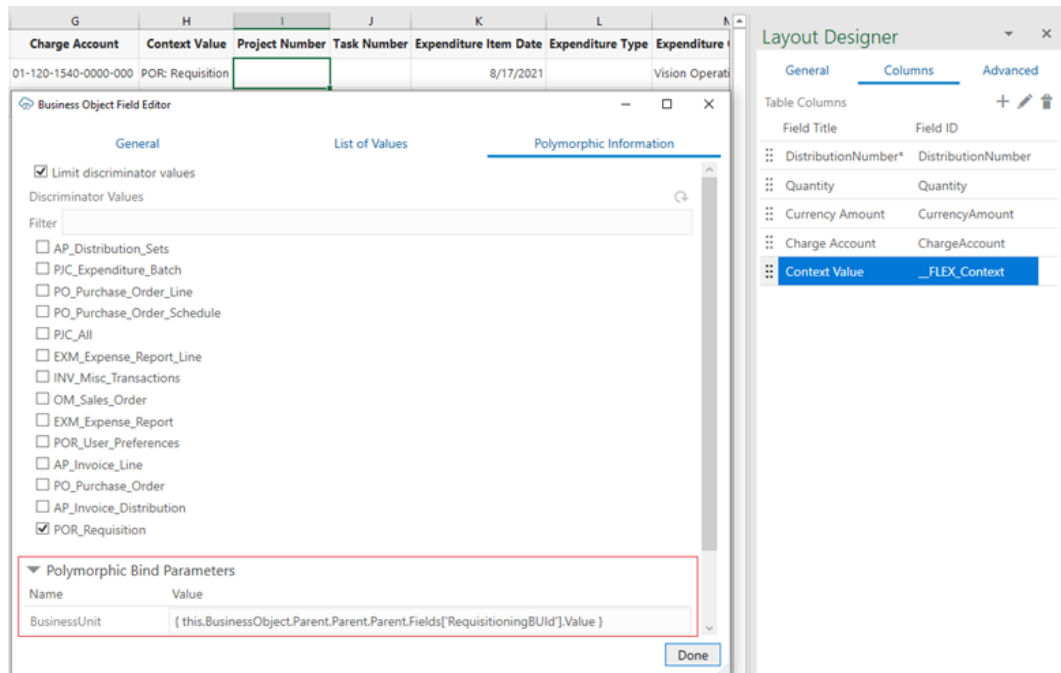 G H I J K L M
Charge Account Context Value Project Number Task Number Expenditure Item Date Expenditure Type Expenditure
01-120-1540-0000-000 POR: Requisition 8/17/2021 Vision Operati
Business Object Field Editor
General List of Values Polymorphic Information
Limit discriminator values
Discriminator Values
Filter
AP_Distribution_Sets
PJC_Expenditure_Batch
PO_Purchase_Order_Line
PO_Purchase_Order_Schedule
PJC_All
EXM_Expense_Report_Line
INV_Misc_Transactions
OM_Sales_Order
EXM_Expense_Report
POR_User_Preferences
AP_Invoice_Line
PO_Purchase_Order
AP_Invoice_Distribution
POR_Requisition
Polymorphic Bind Parameters
Name Value
BusinessUnit { this.BusinessObject.Parent.Parent.Parent.Fields['RequisitioningBUId'].Value }
Done
Layout Designer
General Columns Advanced
Table Columns
Field Title Field ID
DistributionNumber* DistributionNumber
Quantity Quantity
Currency Amount CurrencyAmount
Charge Account ChargeAccount
Context Value __FLEX_Context